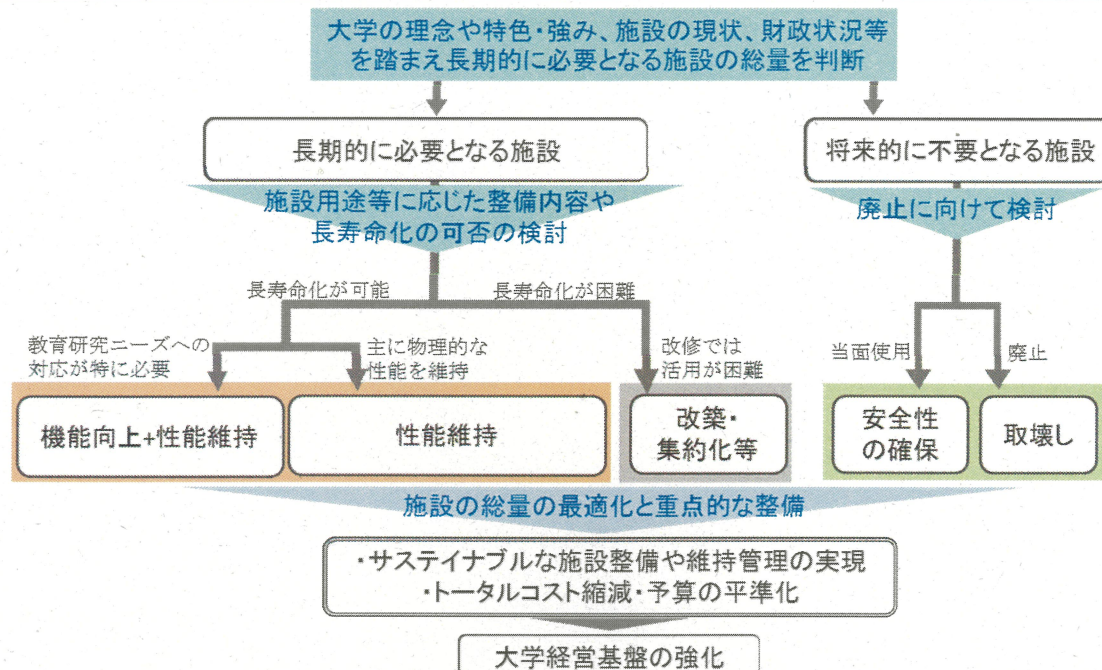 大学の理念や特色・強み、施設の現状、財政状況等
を踏まえ長期的に必要となる施設の総量を判断
長期的に必要となる施設
将来的に不要となる施設
施設用途等に応じた整備内容や
長寿命化の可否の検討
廃止に向けて検討
長寿命化が可能
長寿命化が困難
教育研究ニーズへの
対応が特に必要
主に物理的な
性能を維持
改修では
活用が困難
当面使用
廃止
機能向上+性能維持
性能維持
改築・
集約化等
安全性
の確保
取壊し
施設の総量の最適化と重点的な整備
・サステイナブルな施設整備や維持管理の実現
・トータルコスト縮減・予算の平準化
大学経営基盤の強化